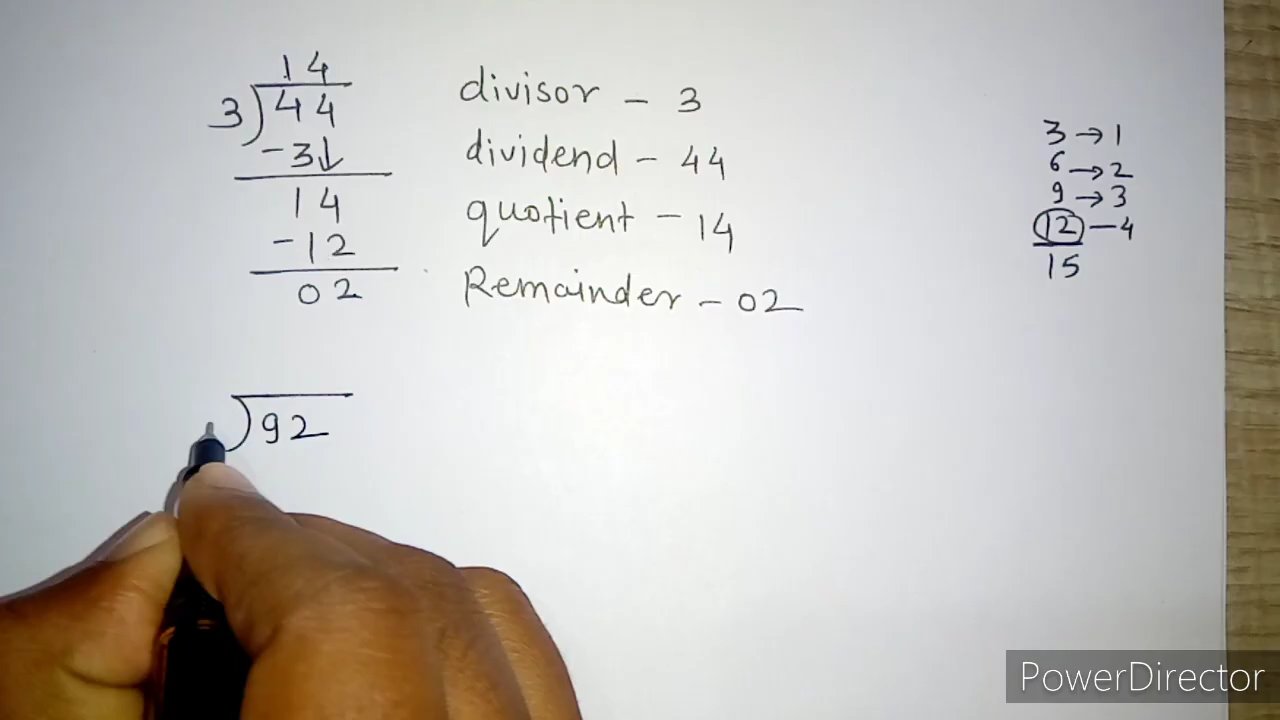 14
3)44
-3↓
14
-12
02
divisor - 3
dividend - 44
quotient - 14
Remainder - 02
3 → 1
6 → 2
9 → 3
12 - 4
15
)92
PowerDirector